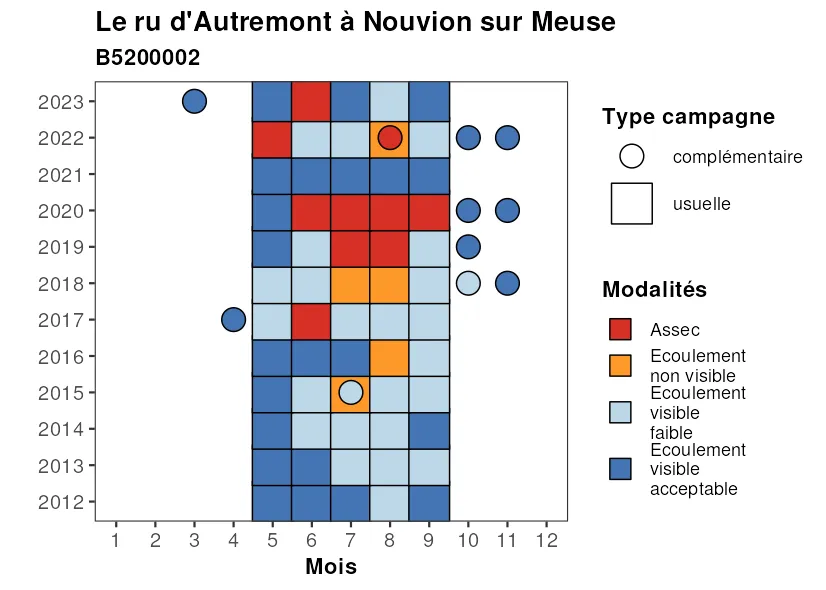 Le ru d'Autremont à Nouvion sur Meuse
B5200002
2023
2022
2021
2020
2019
2018
2017
2016
2015
2014
2013
2012
1 2 3 4 5 6 7 8 9 10 11 12
Mois
Type campagne
complémentaire
usuelle
Modalités
Assec
Ecoulement
non visible
Ecoulement
visible
faible
Ecoulement
visible
acceptable